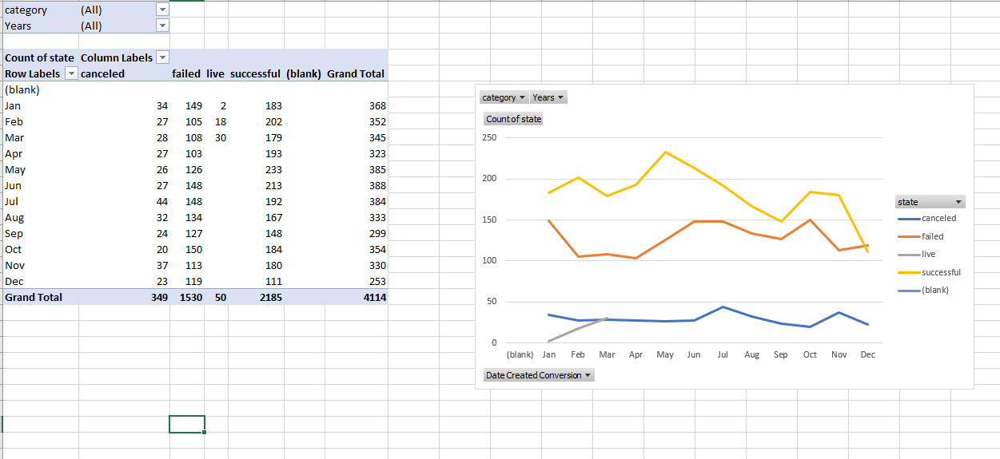 category (All)
Years (All)
Count of state Column Labels
Row Labels canceled failed live successful (blank) Grand Total
(blank)
Jan 34 149 2 183 368
Feb 27 105 18 202 352
Mar 28 108 30 179 345
Apr 27 103 193 323
May 26 126 233 385
Jun 27 148 213 388
Jul 44 148 192 384
Aug 32 134 167 333
Sep 24 127 148 299
Oct 20 150 184 354
Nov 37 113 180 330
Dec 23 119 111 253
Grand Total 349 1530 50 2185 4114
category Years
Count of state
250
200
150
100
50
0
(blank) Jan Feb Mar Apr May Jun Jul Aug Sep Oct Nov Dec
Date Created Conversion
state
canceled
failed
live
successful
(blank)